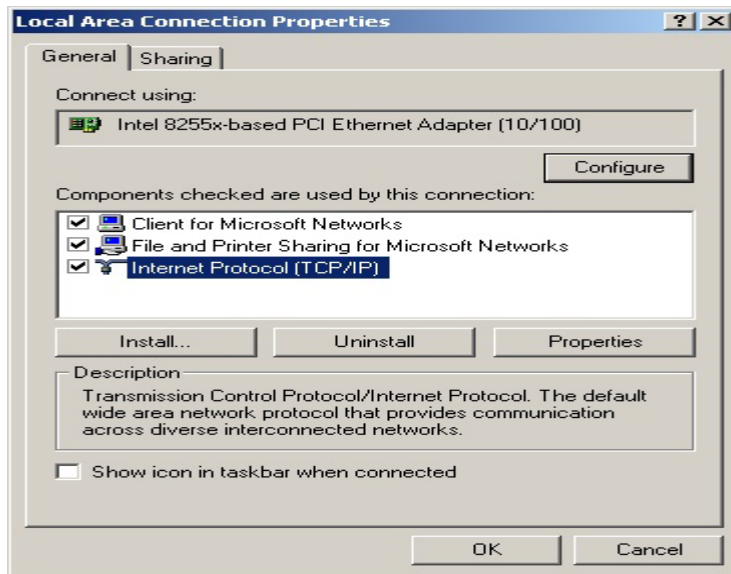 Local Area Connection Properties
General Sharing
Connect using:
Intel 8255x-based PCI Ethernet Adapter (10/100)
Configure
Components checked are used by this connection:
Client for Microsoft Networks
File and Printer Sharing for Microsoft Networks
Internet Protocol (TCP/IP)
Install... Uninstall Properties
Description
Transmission Control Protocol/Internet Protocol. The default
wide area network protocol that provides communication
across diverse interconnected networks.
Show icon in taskbar when connected
OK Cancel